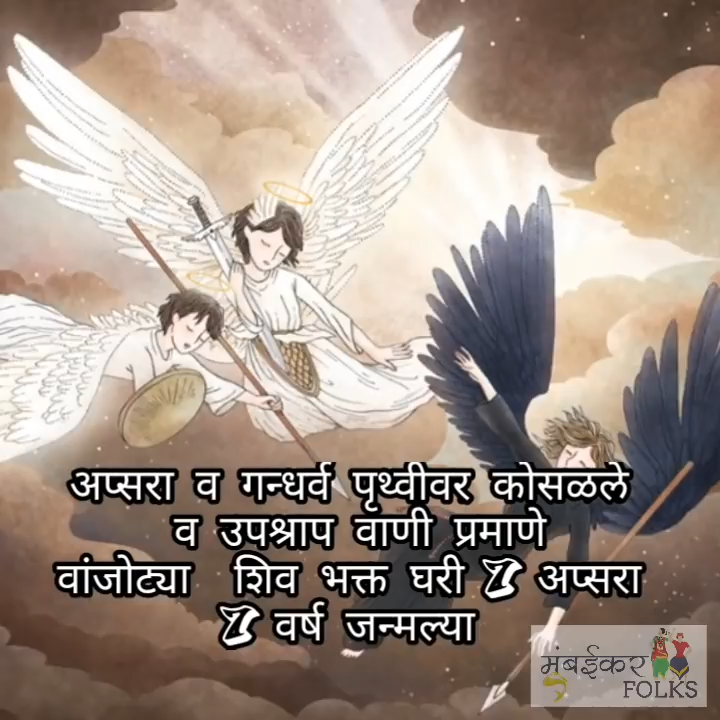 अप्सरा व गन्धर्व पृथ्वीवर कोसळले
व उपश्राप वाणी प्रमाणे
वांजोट्या शिव भक्त घरी 7 अप्सरा
7 वर्ष जन्मल्या
मुंबईकर
FOLKS